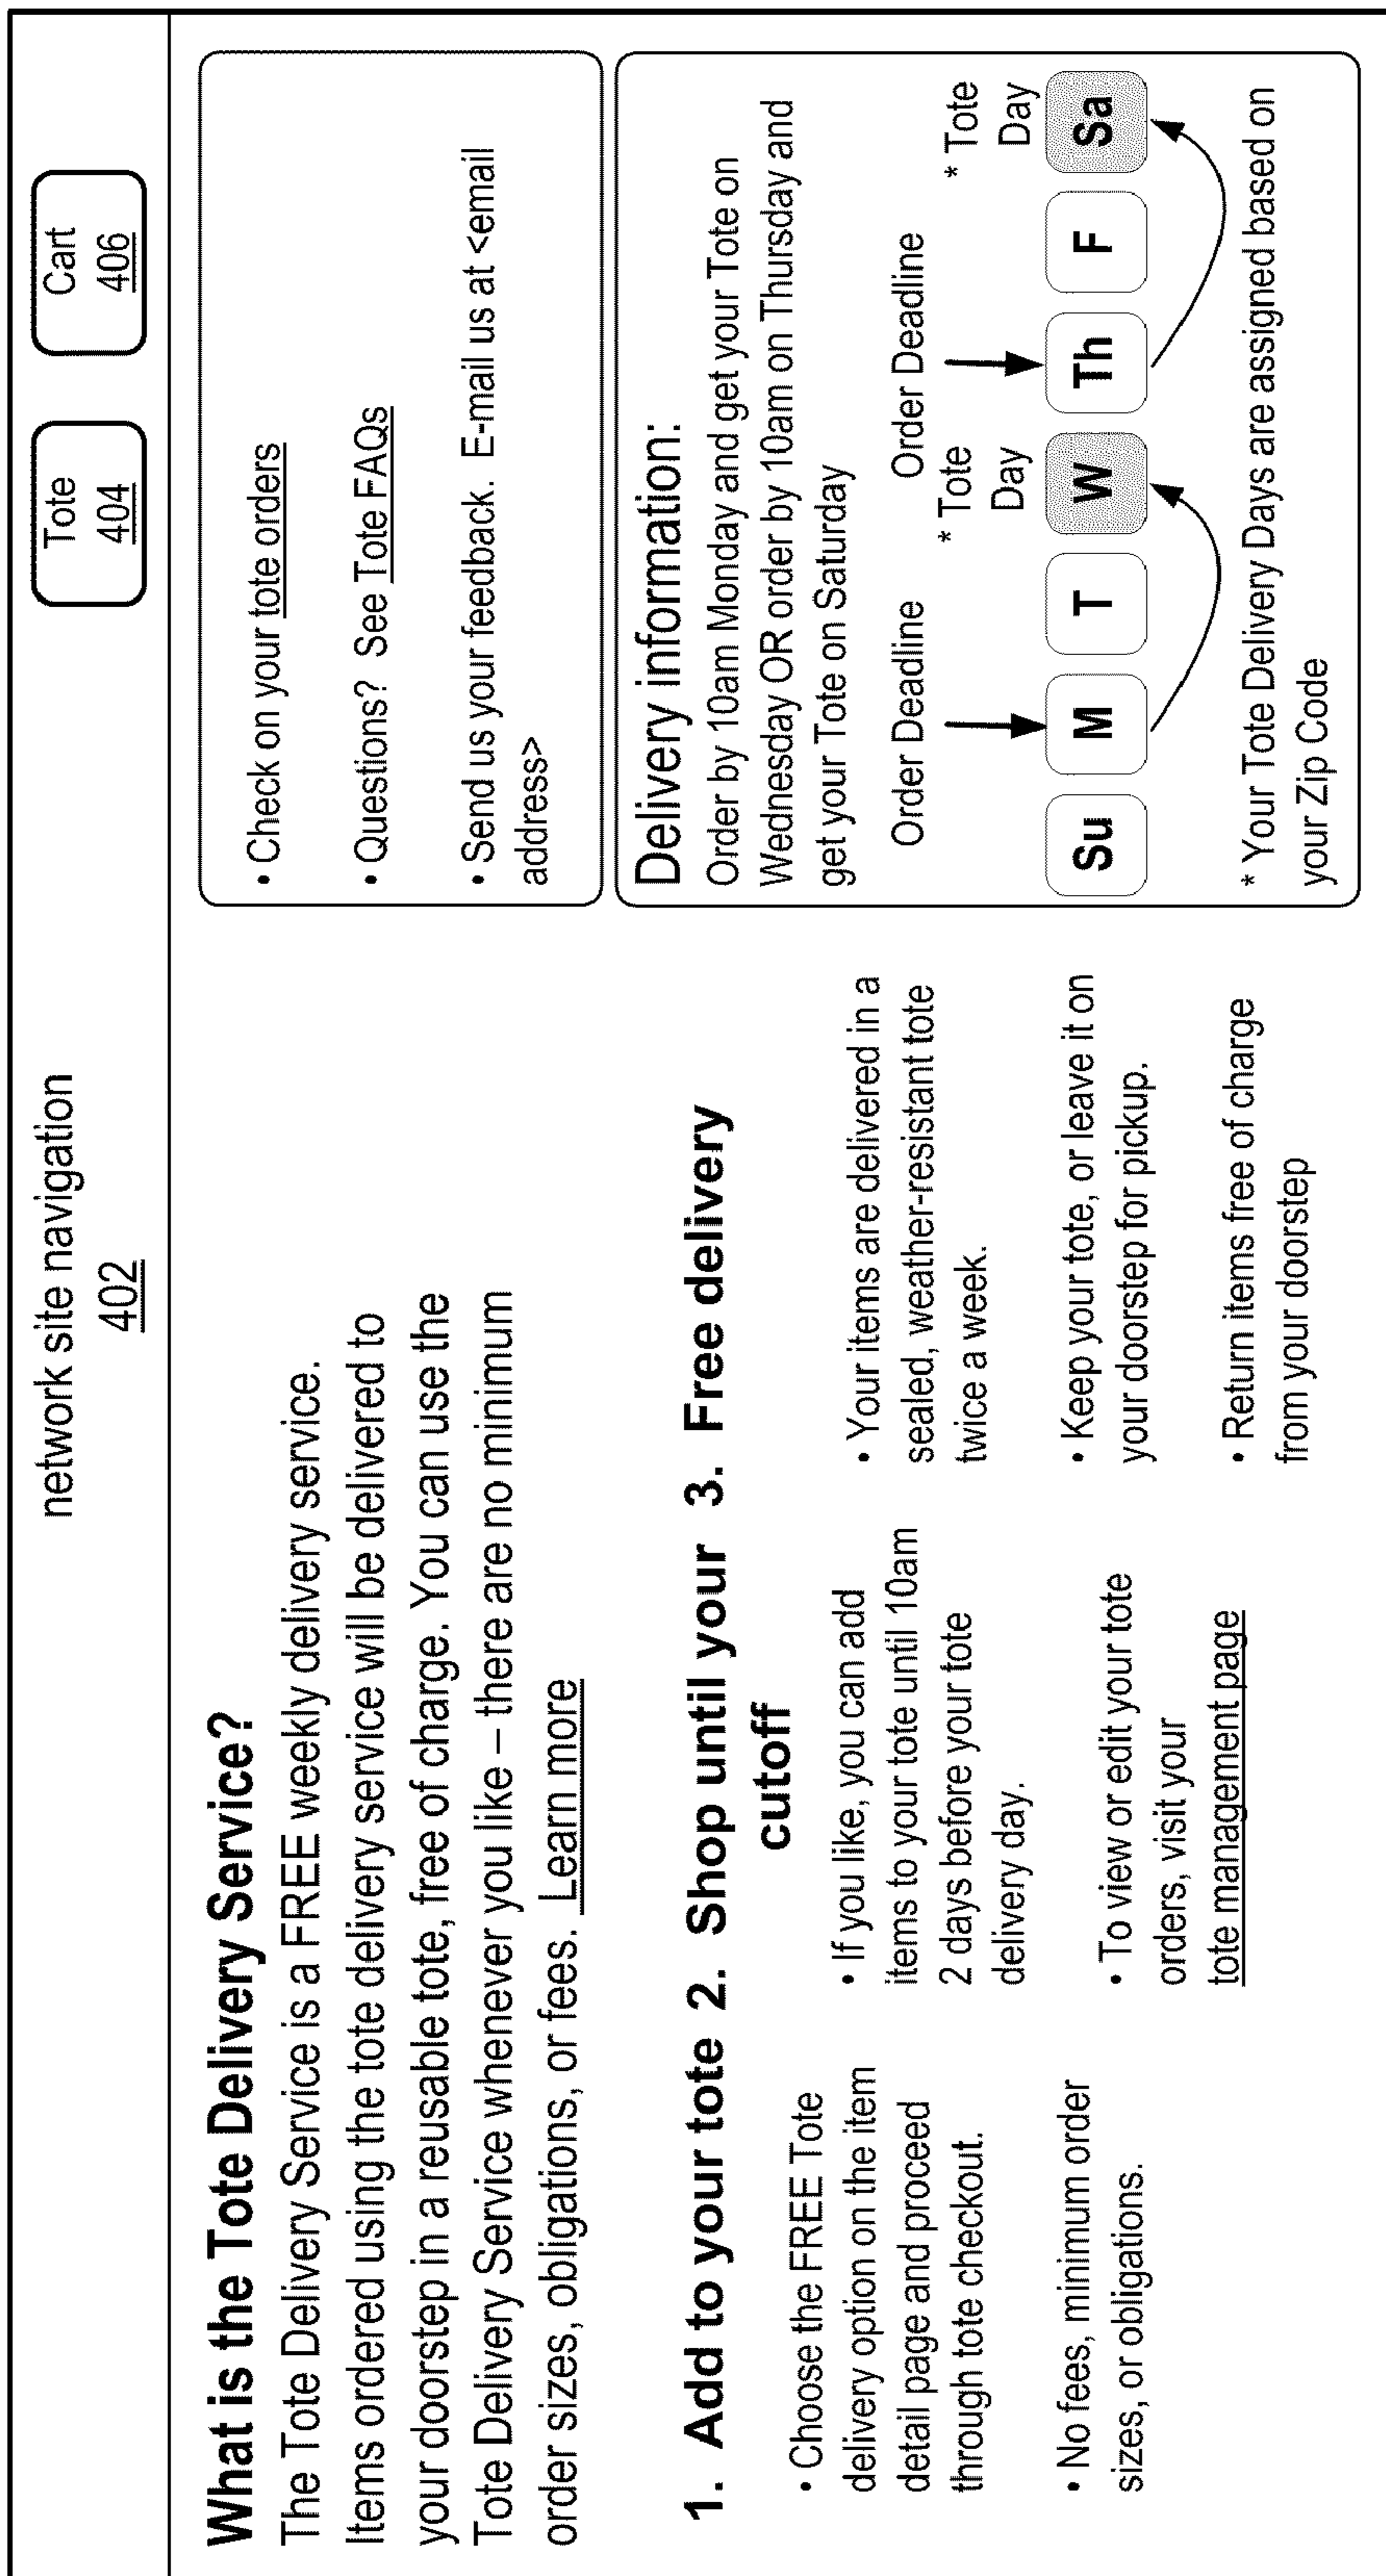 network site navigation
402
Tote
404
Cart
406
What is the Tote Delivery Service?
The Tote Delivery Service is a FREE weekly delivery service.
Items ordered using the tote delivery service will be delivered to
your doorstep in a reusable tote, free of charge. You can use the
Tote Delivery Service whenever you like – there are no minimum
order sizes, obligations, or fees. Learn more
1. Add to your tote
• Choose the FREE Tote
delivery option on the item
detail page and proceed
through tote checkout.
• No fees, minimum order
sizes, or obligations.
2. Shop until your
cutoff
• If you like, you can add
items to your tote until 10am
2 days before your tote
delivery day.
• To view or edit your tote
orders, visit your
tote management page
3. Free delivery
• Your items are delivered in a
sealed, weather-resistant tote
twice a week.
• Keep your tote, or leave it on
your doorstep for pickup.
• Return items free of charge
from your doorstep
• Check on your tote orders
• Questions? See Tote FAQs
• Send us your feedback. E-mail us at <email
address>
Delivery information:
Order by 10am Monday and get your Tote on
Wednesday OR order by 10am on Thursday and
get your Tote on Saturday
Order Deadline
* Tote
Day
Order Deadline
* Tote
Day
Su M T W Th F Sa
* Your Tote Delivery Days are assigned based on
your Zip Code